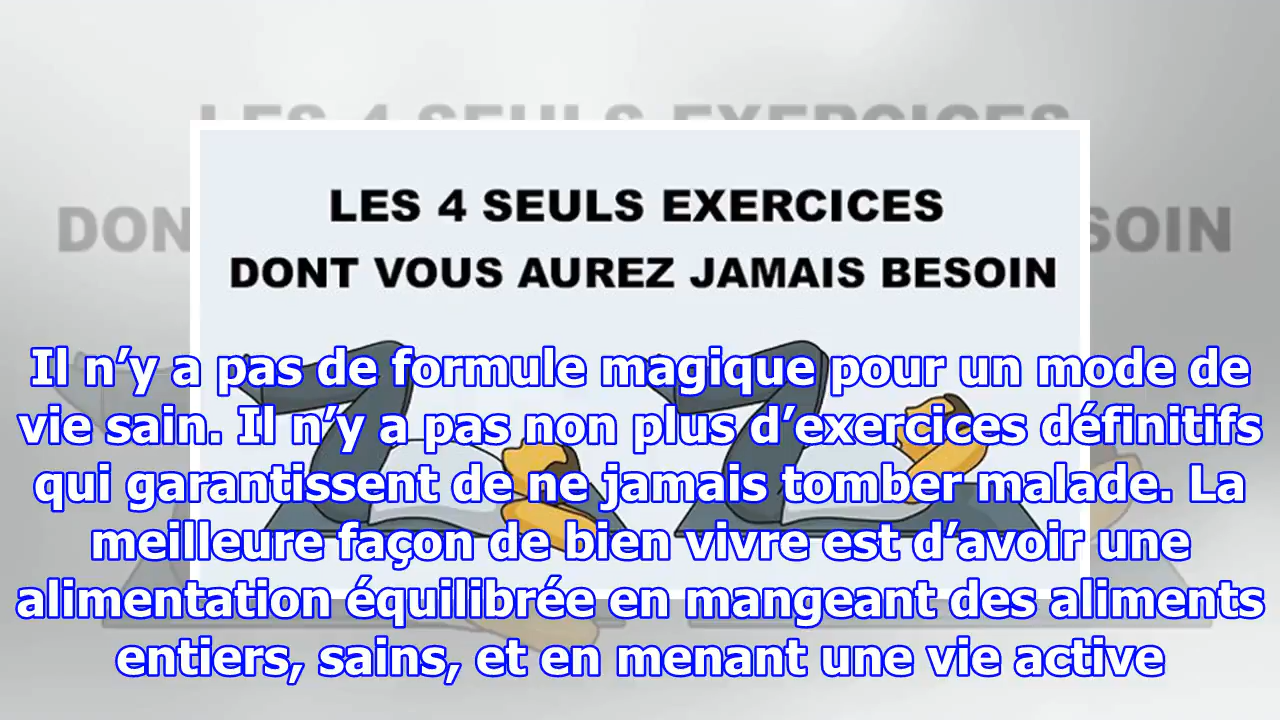 LES 4 SEULS EXERCICES
DONT VOUS AUREZ JAMAIS BESOIN
Il n’y a pas de formule magique pour un mode de
vie sain. Il n’y a pas non plus d’exercices définitifs
qui garantissent de ne jamais tomber malade. La
meilleure façon de bien vivre est d’avoir une
alimentation équilibrée en mangeant des aliments
entiers, sains, et en menant une vie active